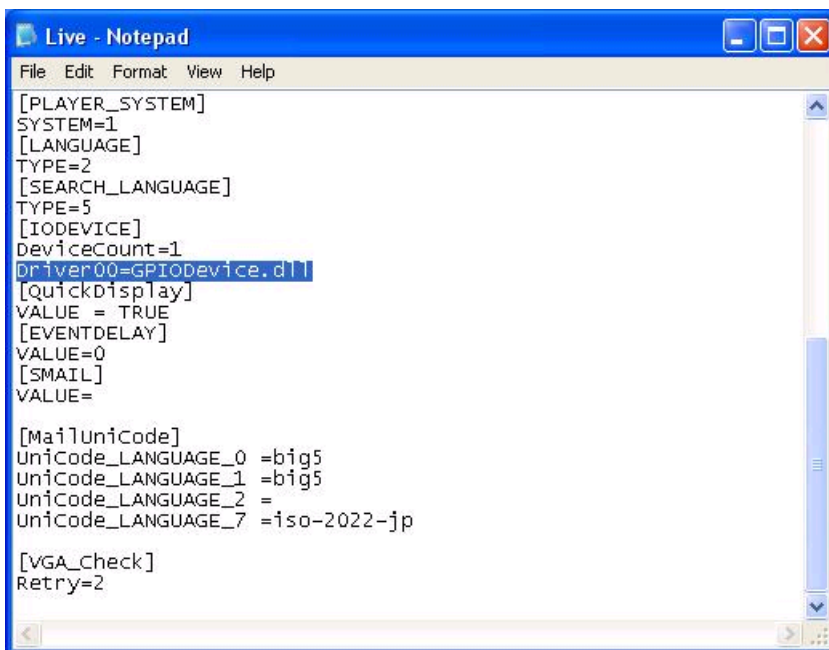 Live - Notepad
File Edit Format View Help
[PLAYER_SYSTEM]
SYSTEM=1
[LANGUAGE]
TYPE=2
[SEARCH_LANGUAGE]
TYPE=5
[IODEVICE]
DeviceCount=1
Driver00=GPIODevice.dll
[QuickDisplay]
VALUE = TRUE
[EVENTDELAY]
VALUE=0
[SMAIL]
VALUE=
[MailUniCode]
UniCode_LANGUAGE_0 =big5
UniCode_LANGUAGE_1 =big5
UniCode_LANGUAGE_2 =
UniCode_LANGUAGE_7 =iso-2022-jp
[VGA_Check]
Retry=2